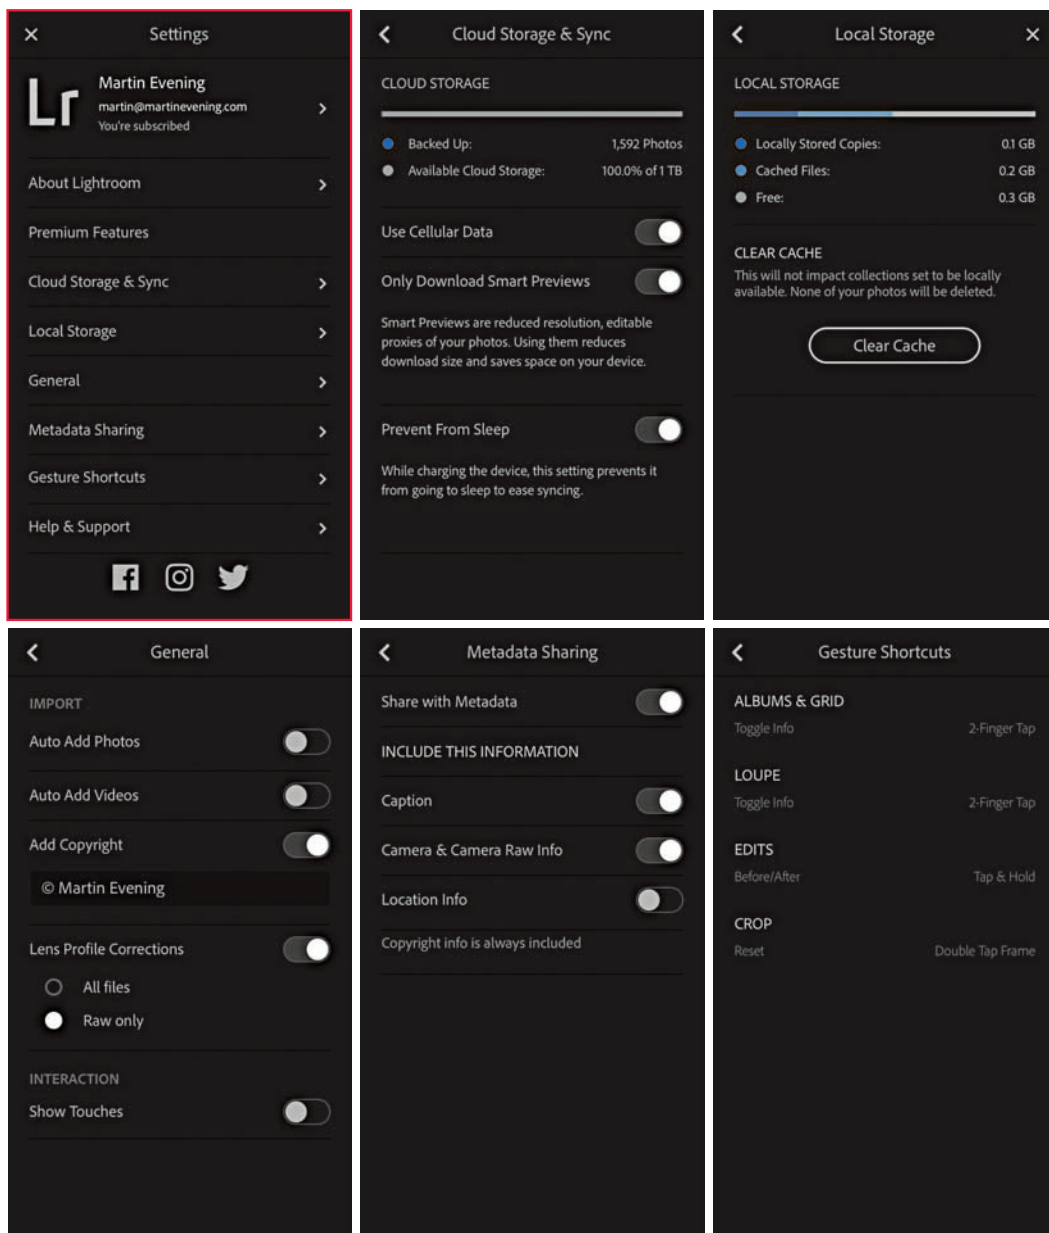 Settings
Lr
Martin Evening
martin@martinevening.com
You're subscribed
About Lightroom
Premium Features
Cloud Storage & Sync
Local Storage
General
Metadata Sharing
Gesture Shortcuts
Help & Support
Cloud Storage & Sync
CLOUD STORAGE
Backed Up: 1,592 Photos
Available Cloud Storage: 100.0% of 1 TB
Use Cellular Data
Only Download Smart Previews
Smart Previews are reduced resolution, editable
proxies of your photos. Using them reduces
download size and saves space on your device.
Prevent From Sleep
While charging the device, this setting prevents it
from going to sleep to ease syncing.
Local Storage
LOCAL STORAGE
Locally Stored Copies: 0.1 GB
Cached Files: 0.2 GB
Free: 0.3 GB
CLEAR CACHE
This will not impact collections set to be locally
available. None of your photos will be deleted.
Clear Cache
General
IMPORT
Auto Add Photos
Auto Add Videos
Add Copyright
© Martin Evening
Lens Profile Corrections
All files
Raw only
INTERACTION
Show Touches
Metadata Sharing
Share with Metadata
INCLUDE THIS INFORMATION
Caption
Camera & Camera Raw Info
Location Info
Copyright info is always included
Gesture Shortcuts
ALBUMS & GRID
Toggle Info 2-Finger Tap
LOUPE
Toggle Info 2-Finger Tap
EDITS
Before/After Tap & Hold
CROP
Reset Double Tap Frame